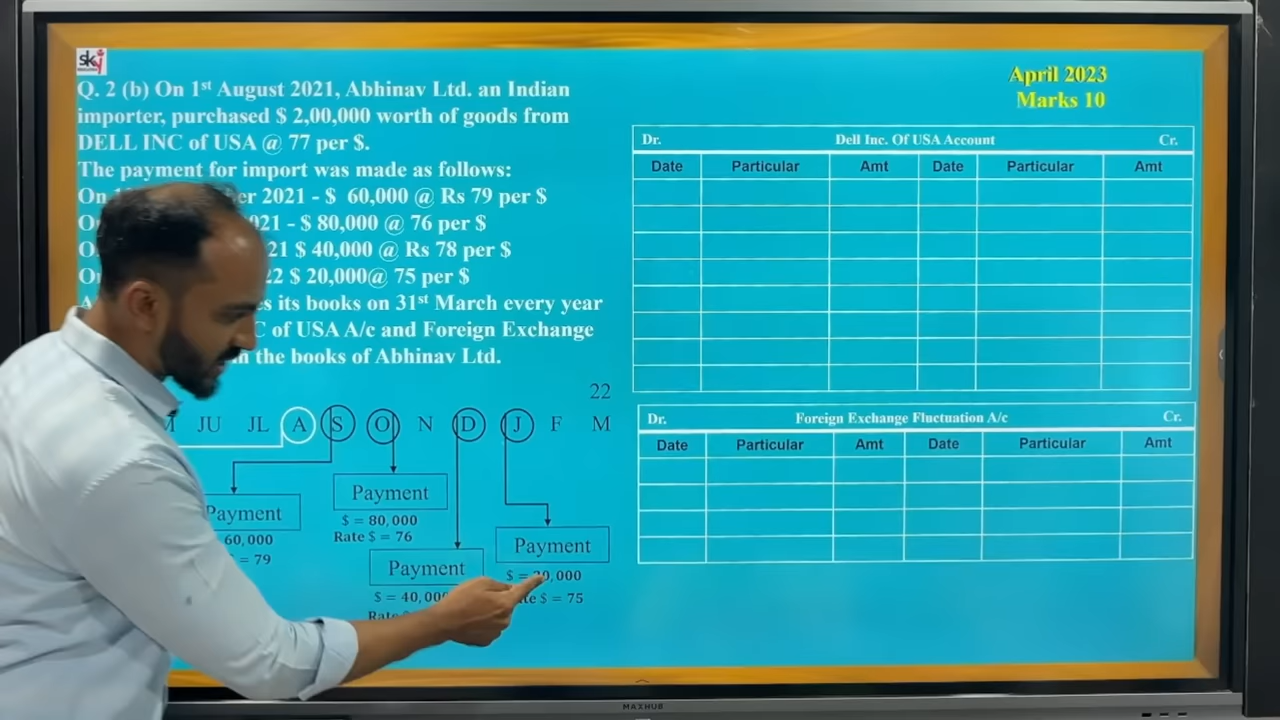 sky
Q. 2 (b) On 1st August 2021, Abhinav Ltd. an Indian
importer, purchased $ 2,00,000 worth of goods from
DELL INC of USA @ 77 per $.
The payment for import was made as follows:
On er 2021 - $ 60,000 @ Rs 79 per $
021 - $ 80,000 @ 76 per $
21 $ 40,000 @ Rs 78 per $
22 $ 20,000@ 75 per $
es its books on 31st March every year
C of USA A/c and Foreign Exchange
in the books of Abhinav Ltd.
April 2023
Marks 10
Dr. Dell Inc. Of USA Account Cr.
Date Particular Amt Date Particular Amt
22
JU JL A S O N D J F M
Payment
60,000
= 79
Payment
$ = 80,000
Rate $ = 76
Payment
$ = 40,000
Rate
Payment
$ = 20,000
$ = 75
Dr. Foreign Exchange Fluctuation A/c Cr.
Date Particular Amt Date Particular Amt
MAXHUB